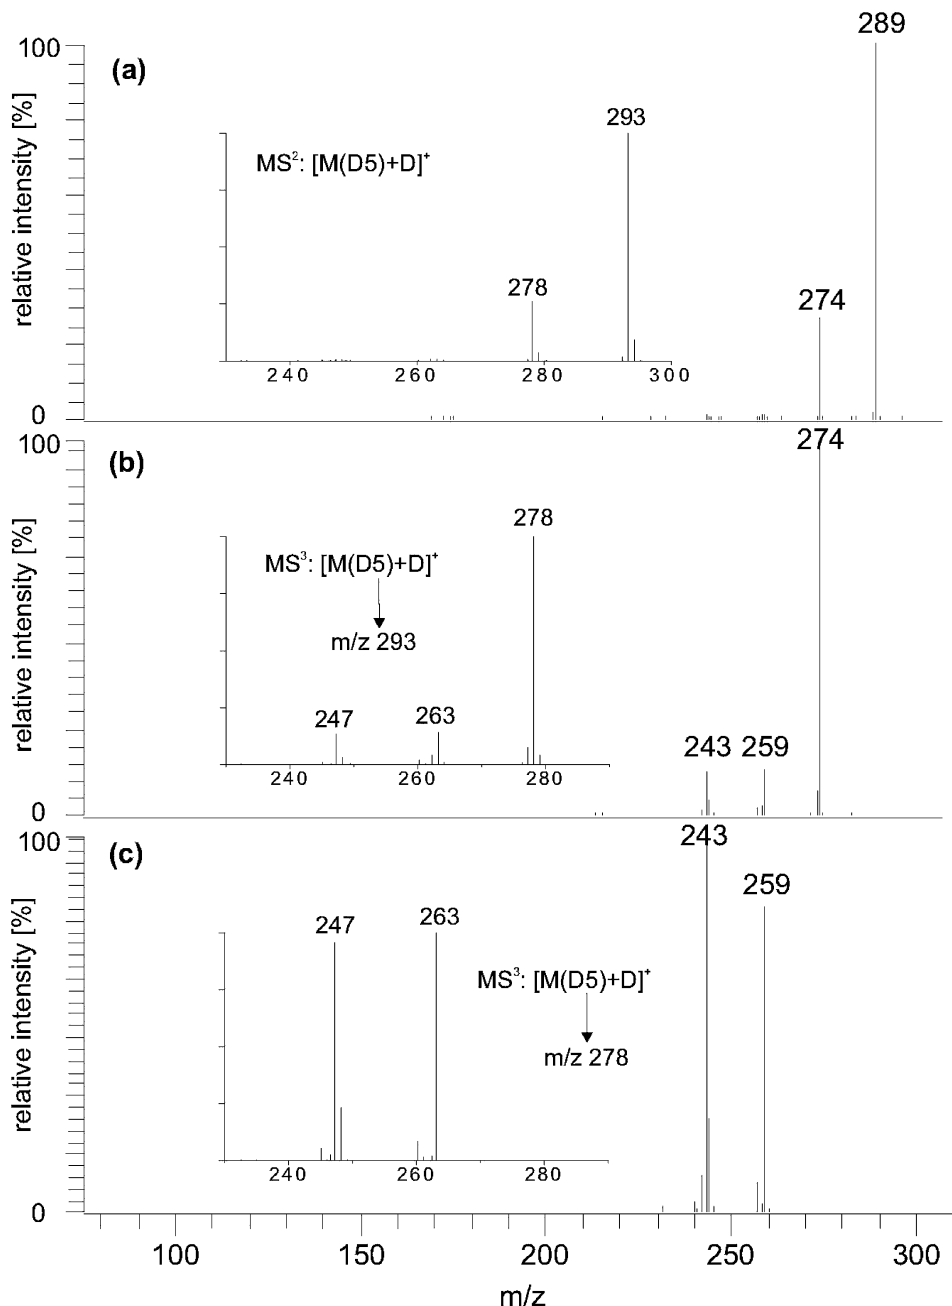 289
100
(a)
relative intensity [%]
293
MS²: [M(D5)+D]⁺
278
274
240 260 280 300
0
100
(b)
274
relative intensity [%]
278
MS³: [M(D5)+D]⁺
m/z 293
247 263
243 259
240 260 280
0
100
(c)
243
relative intensity [%]
259
247 263
MS³: [M(D5)+D]⁺
m/z 278
240 260 280
0
100 150 200 250 300
m/z